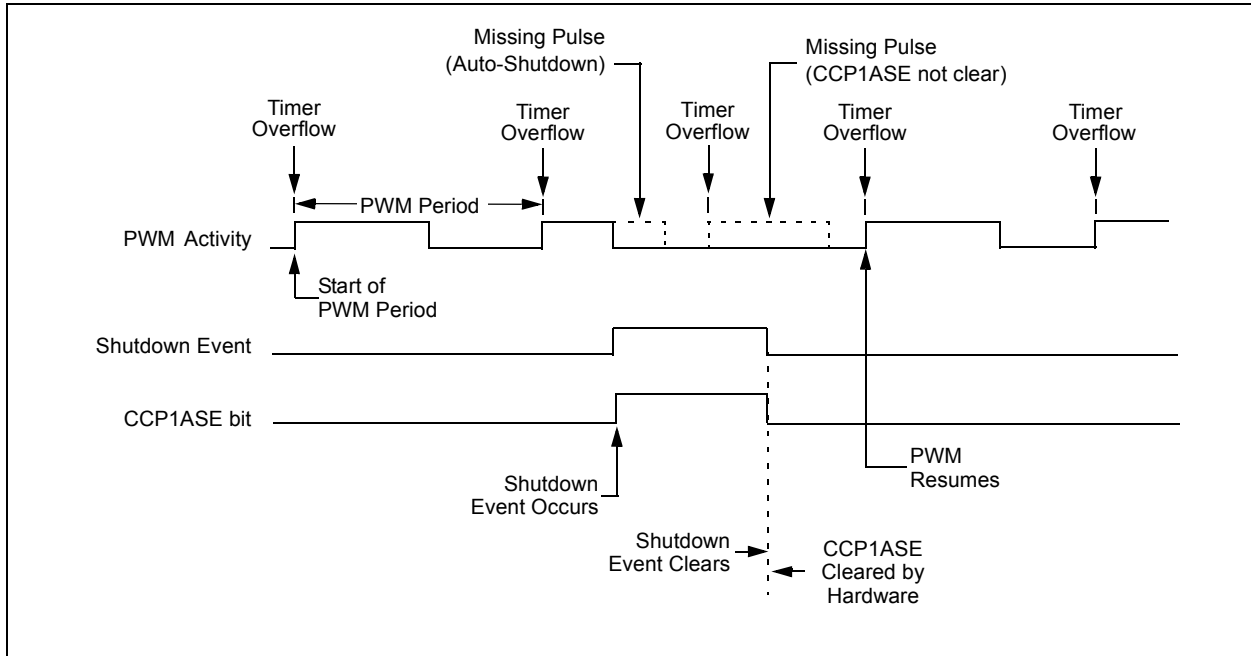 Missing Pulse
(Auto-Shutdown)
Missing Pulse
(CCP1ASE not clear)
Timer
Overflow
Timer
Overflow
Timer
Overflow
Timer
Overflow
Timer
Overflow
PWM Period
PWM Activity
Start of
PWM Period
Shutdown Event
CCP1ASE bit
Shutdown
Event Occurs
PWM
Resumes
Shutdown
Event Clears
CCP1ASE
Cleared by
Hardware